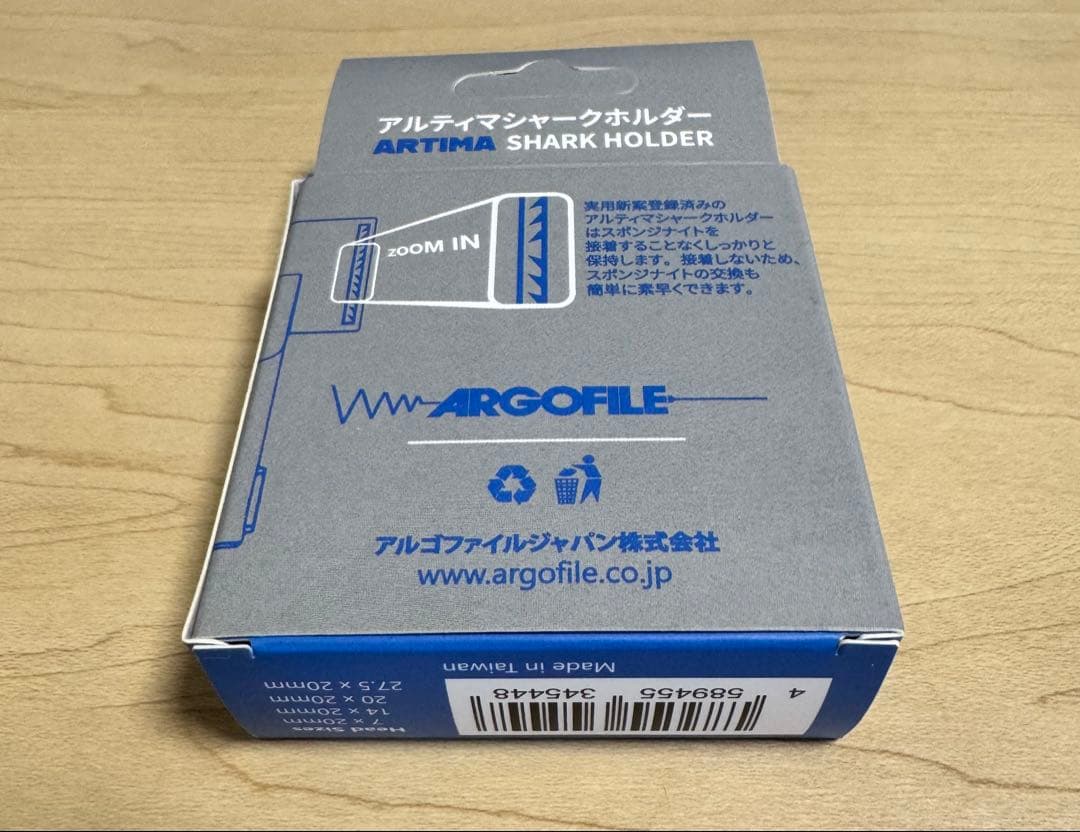 アルティマシャークホルダー
ARTIMA SHARK HOLDER
ZOOM IN
実用新案登録済みの
アルティマシャークホルダー
はスポンジナイトを
接着することなくしっかりと
保持します。接着しないため、
スポンジナイトの交換も
簡単に素早くできます。
ARGOFILE
アルゴファイルジャパン株式会社
www.argofile.co.jp
Made in Taiwan
Head Sizes
7 x 20mm
14 x 20mm
20 x 20mm
27.5 x 20mm
4 589455 345448